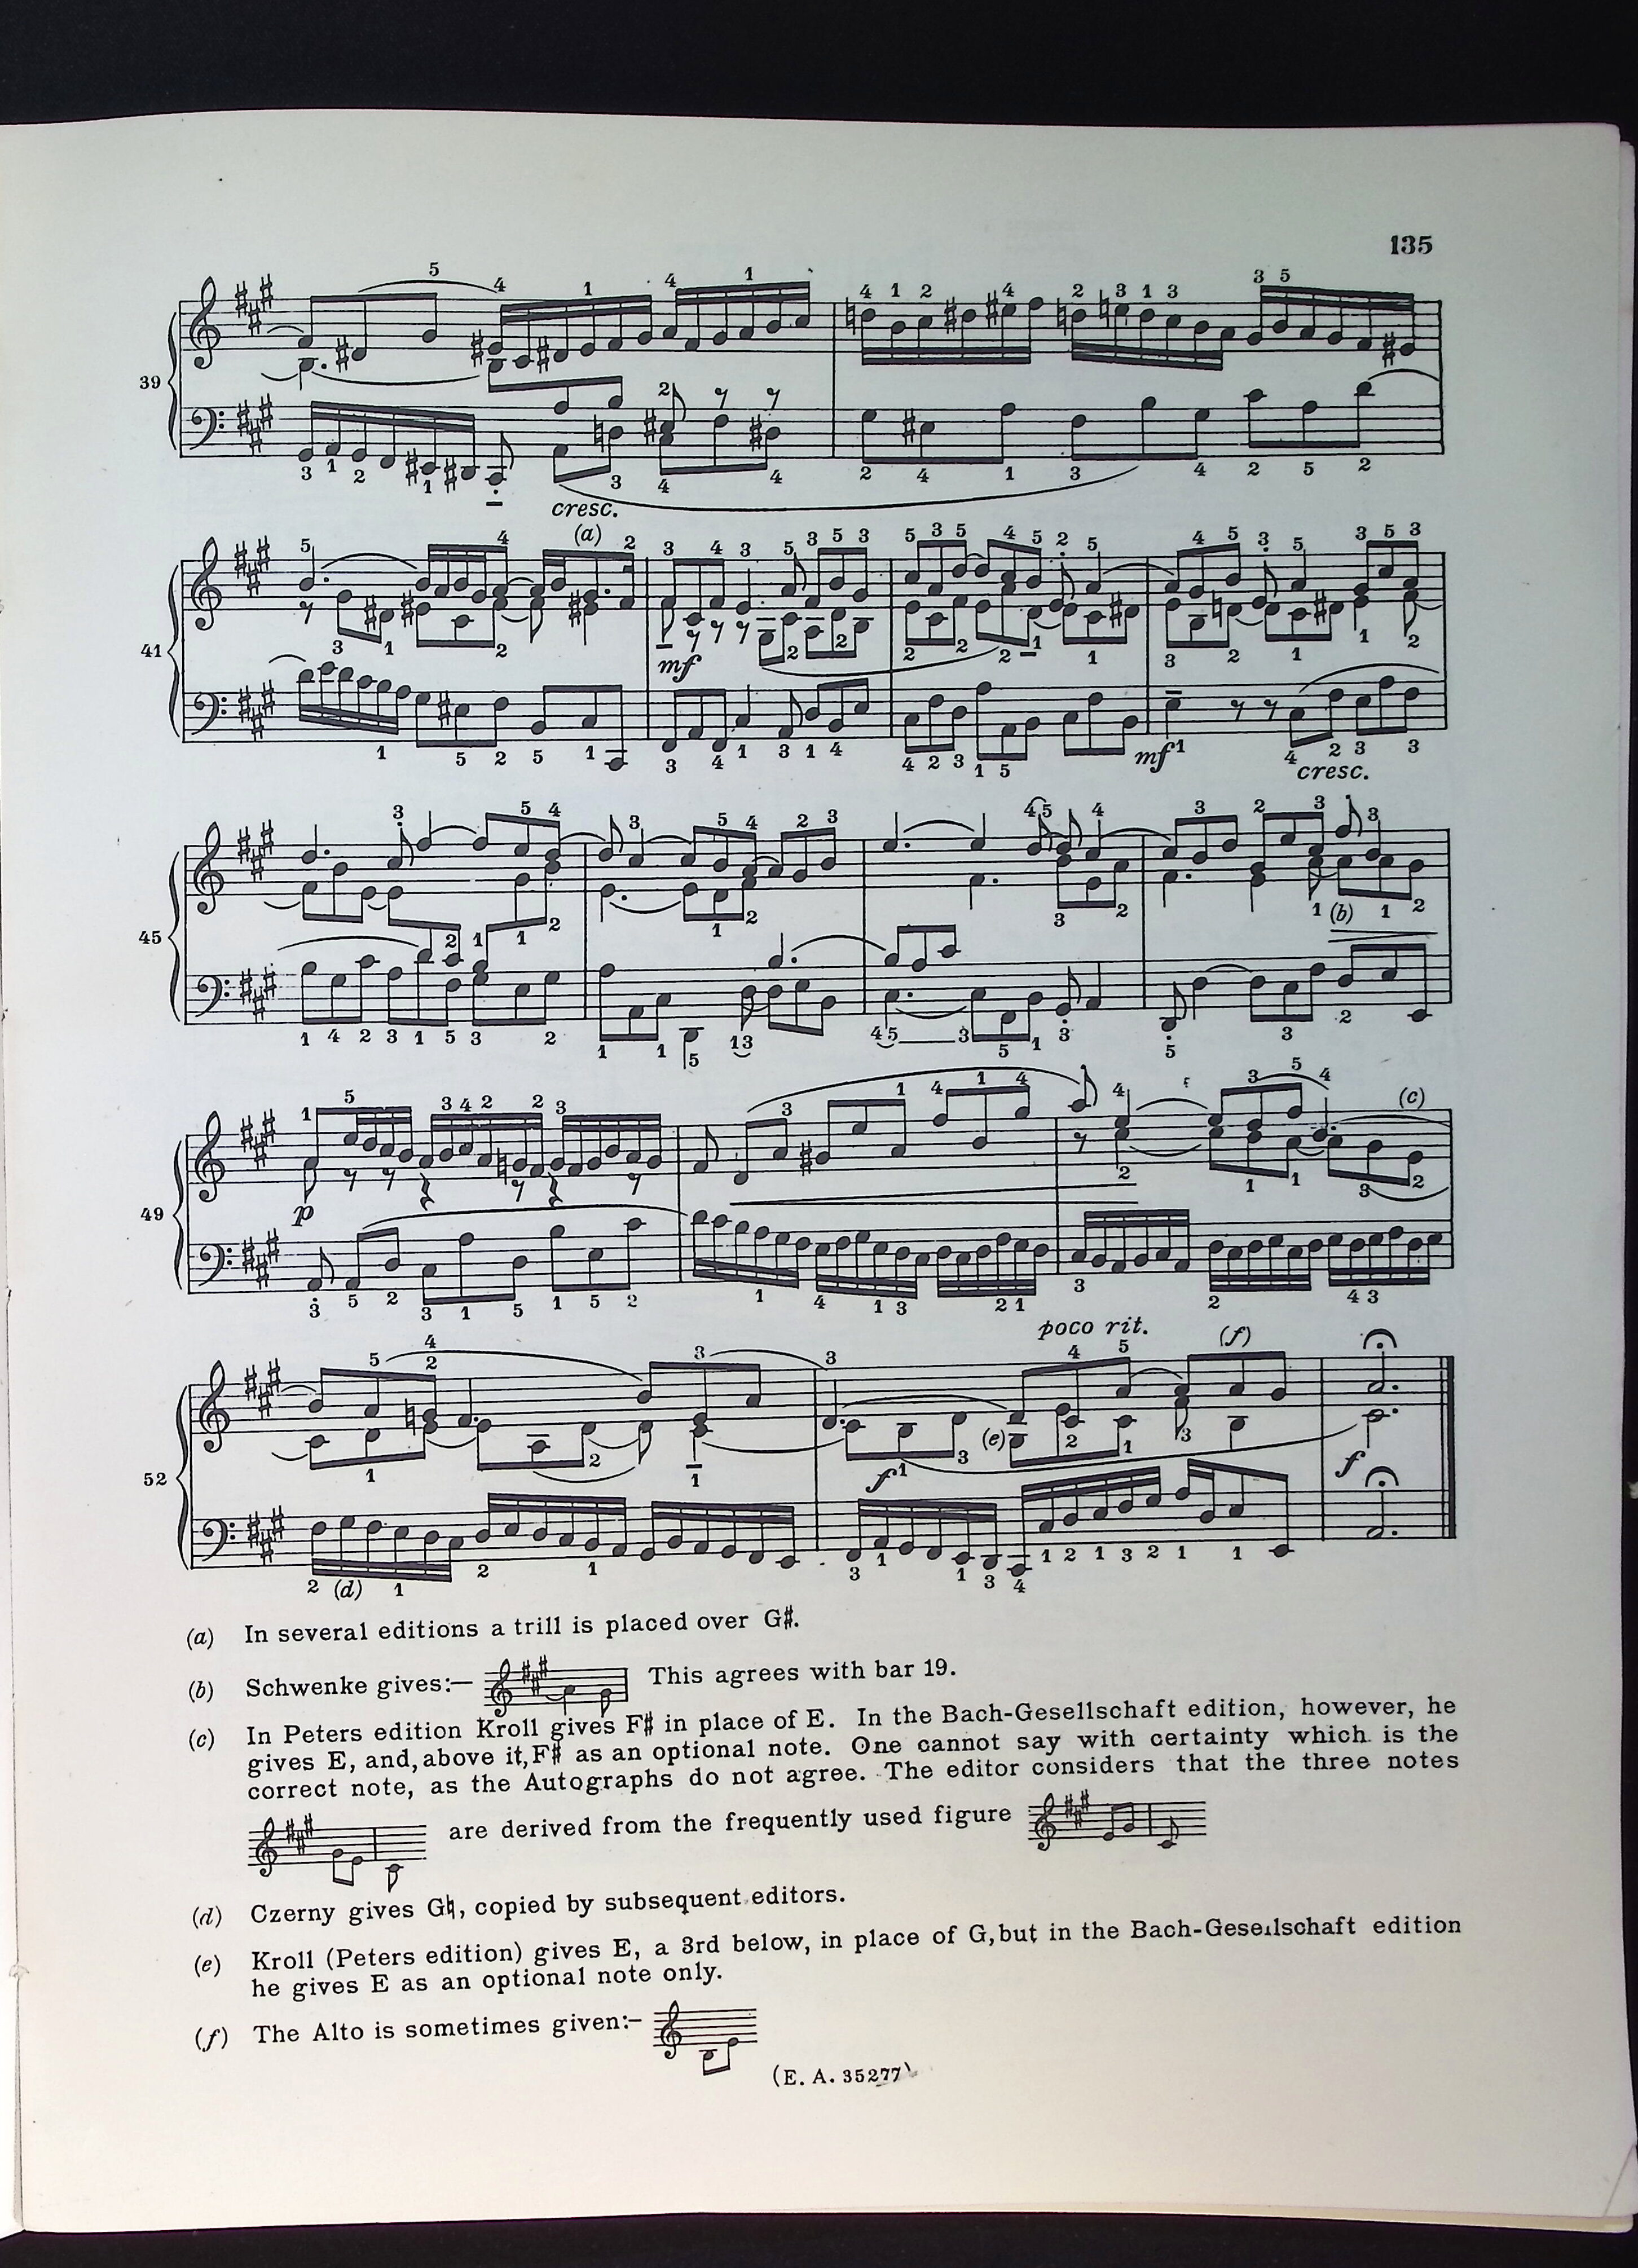 135
39
cresc.
(a)
41
mf
mf
cresc.
45
(b)
(c)
49
p
poco rit.
(f)
52
(e)
f
f
(d)
(a) In several editions a trill is placed over G♯.
(b) Schwenke gives:— This agrees with bar 19.
(c) In Peters edition Kroll gives F♯ in place of E. In the Bach-Gesellschaft edition, however, he
gives E, and, above it, F♯ as an optional note. One cannot say with certainty which is the
correct note, as the Autographs do not agree. The editor considers that the three notes
are derived from the frequently used figure
(d) Czerny gives G♮, copied by subsequent editors.
(e) Kroll (Peters edition) gives E, a 3rd below, in place of G, but in the Bach-Gesellschaft edition
he gives E as an optional note only.
(f) The Alto is sometimes given:—
(E. A. 35277)